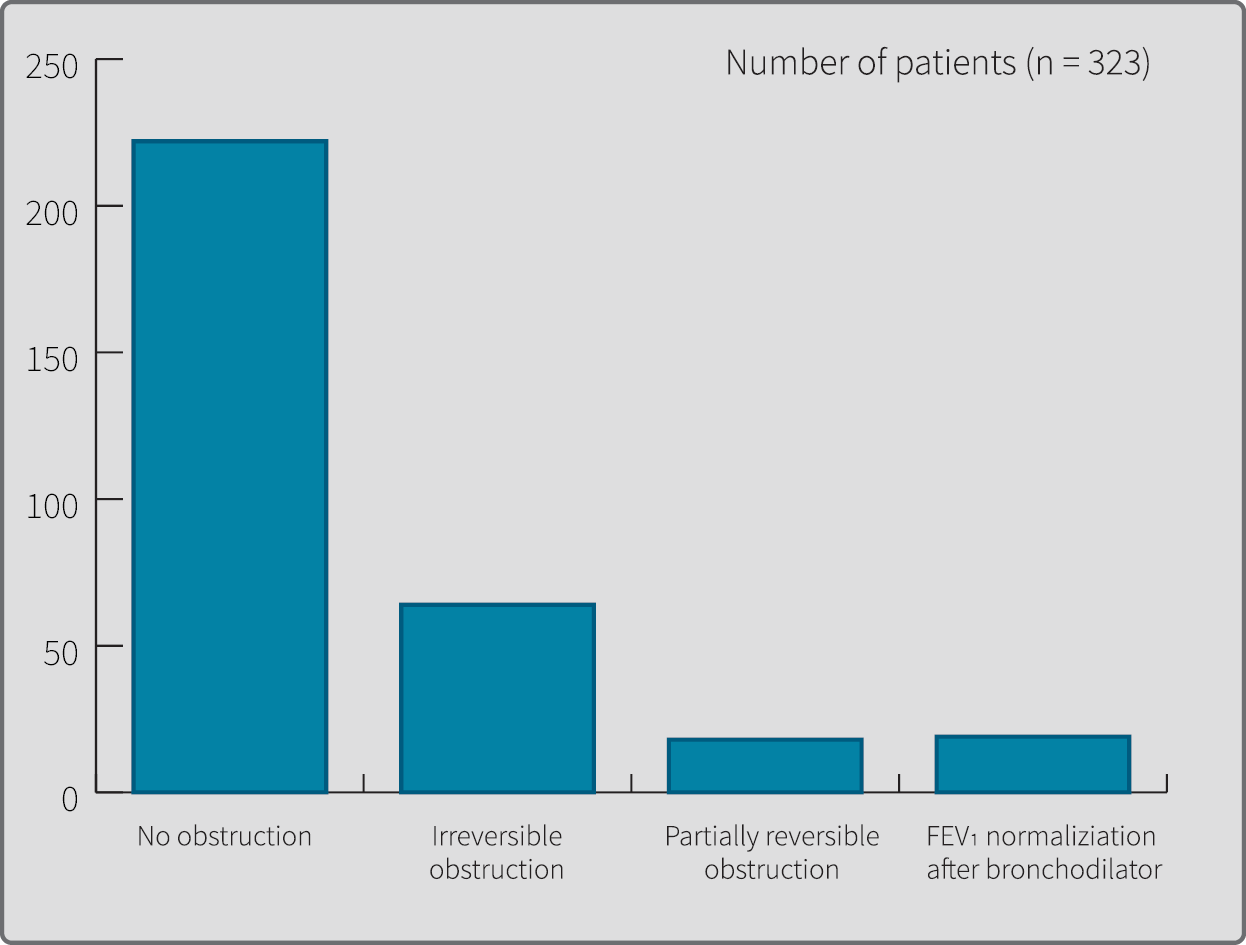 Number of patients (n = 323)
250
200
150
100
50
0
No obstruction
Irreversible
obstruction
Partially reversible
obstruction
FEV₁ normaliziation
after bronchodilator